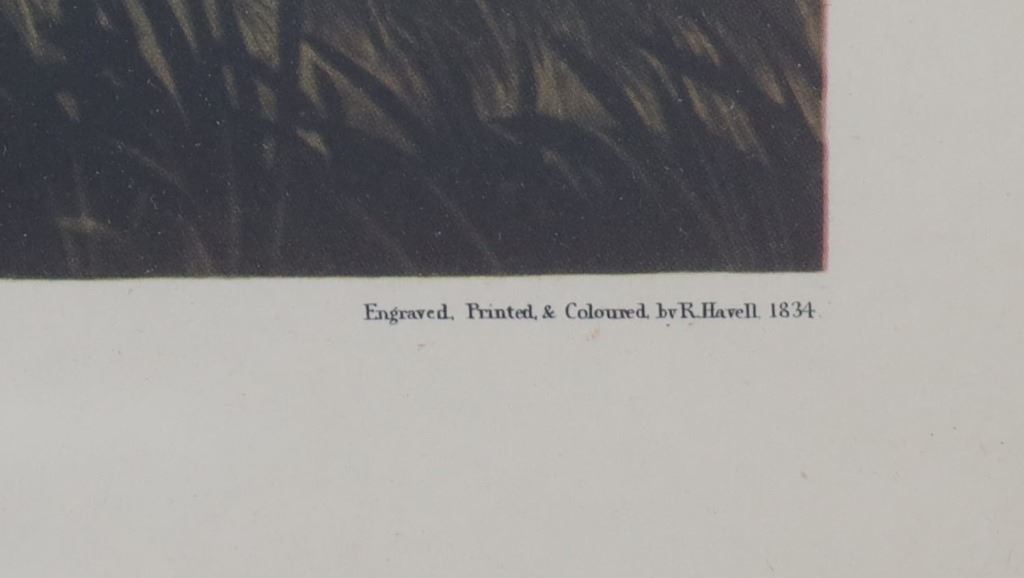 Engraved, Printed, & Coloured, by R. Havell. 1834